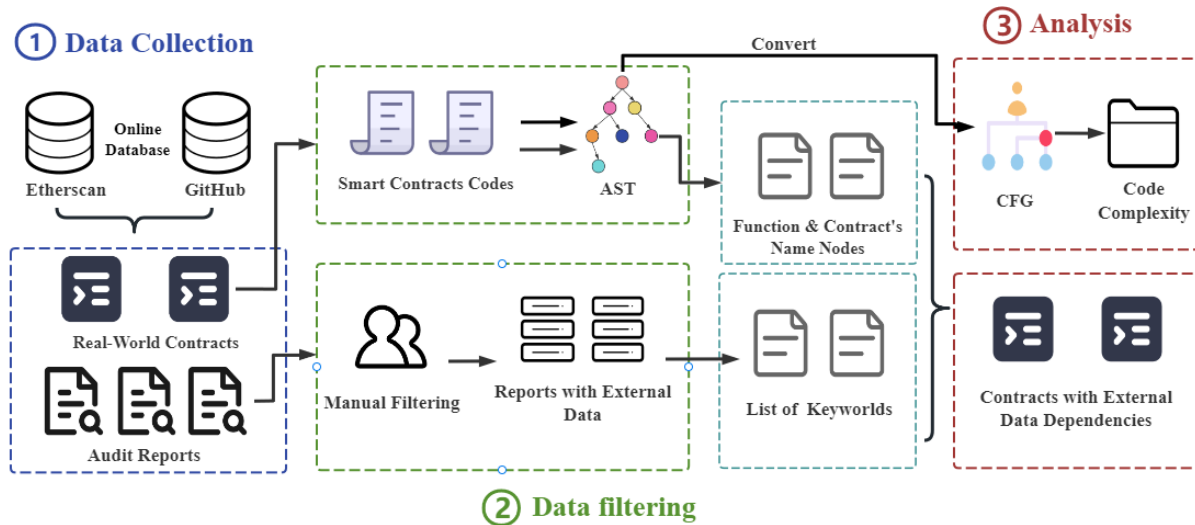 ① Data Collection
Online
Database
Etherscan
GitHub
Real-World Contracts
Audit Reports
Smart Contracts Codes
AST
Convert
Function & Contract's
Name Nodes
Manual Filtering
Reports with External
Data
List of Keyworlds
② Data filtering
③ Analysis
CFG
Code
Complexity
Contracts with External
Data Dependencies